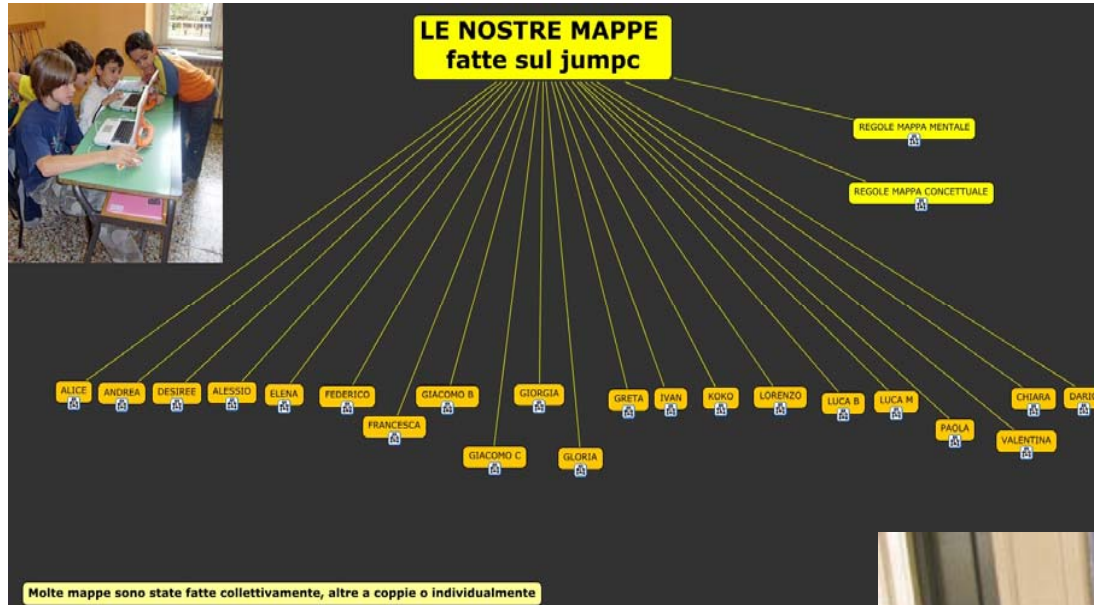 LE NOSTRE MAPPE
fatte sul jumpc
REGOLE MAPPA MENTALE
REGOLE MAPPA CONCETTUALE
ALICE
ANDREA
DESIREE
ALESSIO
ELENA
FEDERICO
FRANCESCA
GIACOMO B
GIACOMO C
GIORGIA
GLORIA
GRETA
IVAN
KOKO
LORENZO
LUCA B
LUCA M
PAOLA
VALENTINA
CHIARA
DARIO
Molte mappe sono state fatte collettivamente, altre a coppie o individualmente